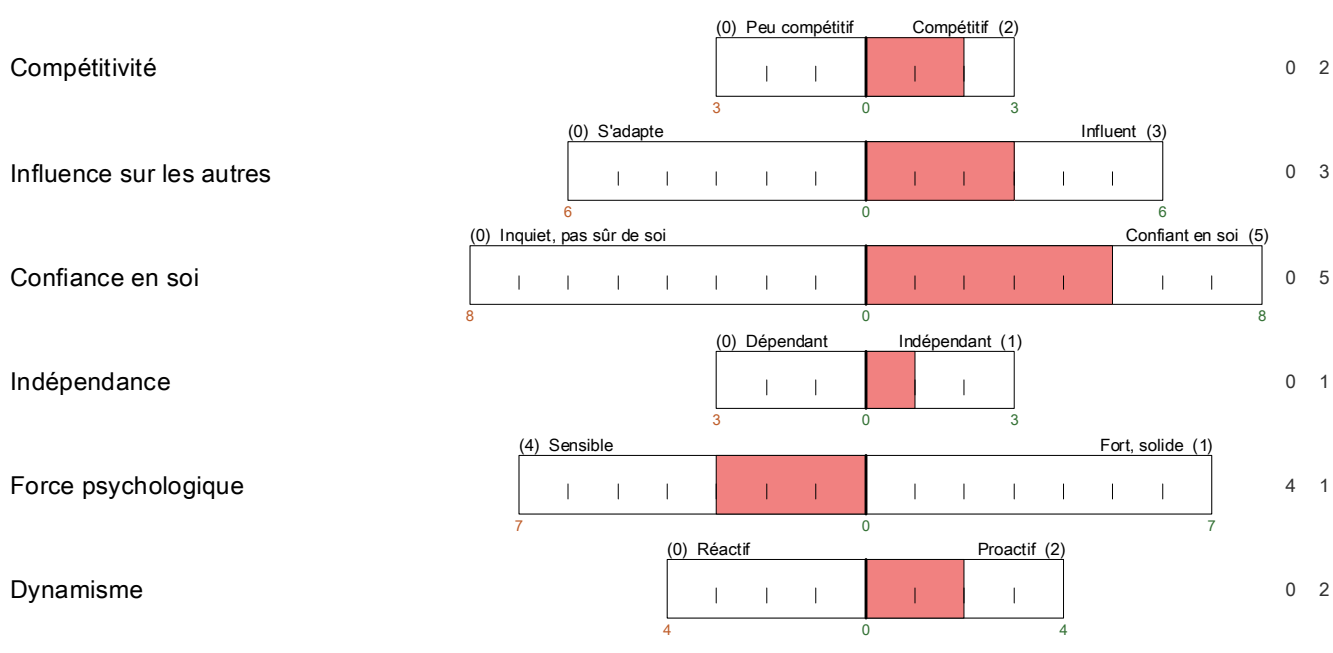 (0) Peu compétitif Compétitif (2)
Compétitivité 0 2
3 0 3
(0) S'adapte Influent (3)
Influence sur les autres 0 3
6 0 6
(0) Inquiet, pas sûr de soi Confiant en soi (5)
Confiance en soi 0 5
8 0 8
(0) Dépendant Indépendant (1)
Indépendance 0 1
3 0 3
(4) Sensible Fort, solide (1)
Force psychologique 4 1
7 0 7
(0) Réactif Proactif (2)
Dynamisme 0 2
4 0 4